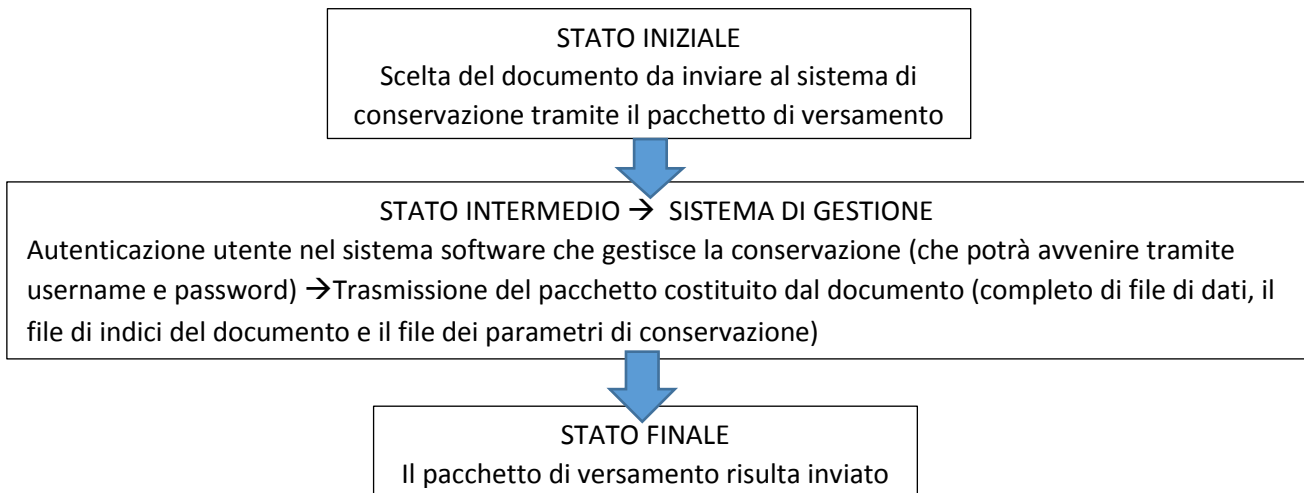 STATO INIZIALE
Scelta del documento da inviare al sistema di
conservazione tramite il pacchetto di versamento
STATO INTERMEDIO → SISTEMA DI GESTIONE
Autenticazione utente nel sistema software che gestisce la conservazione (che potrà avvenire tramite
username e password) →Trasmissione del pacchetto costituito dal documento (completo di file di dati, il
file di indici del documento e il file dei parametri di conservazione)
STATO FINALE
Il pacchetto di versamento risulta inviato